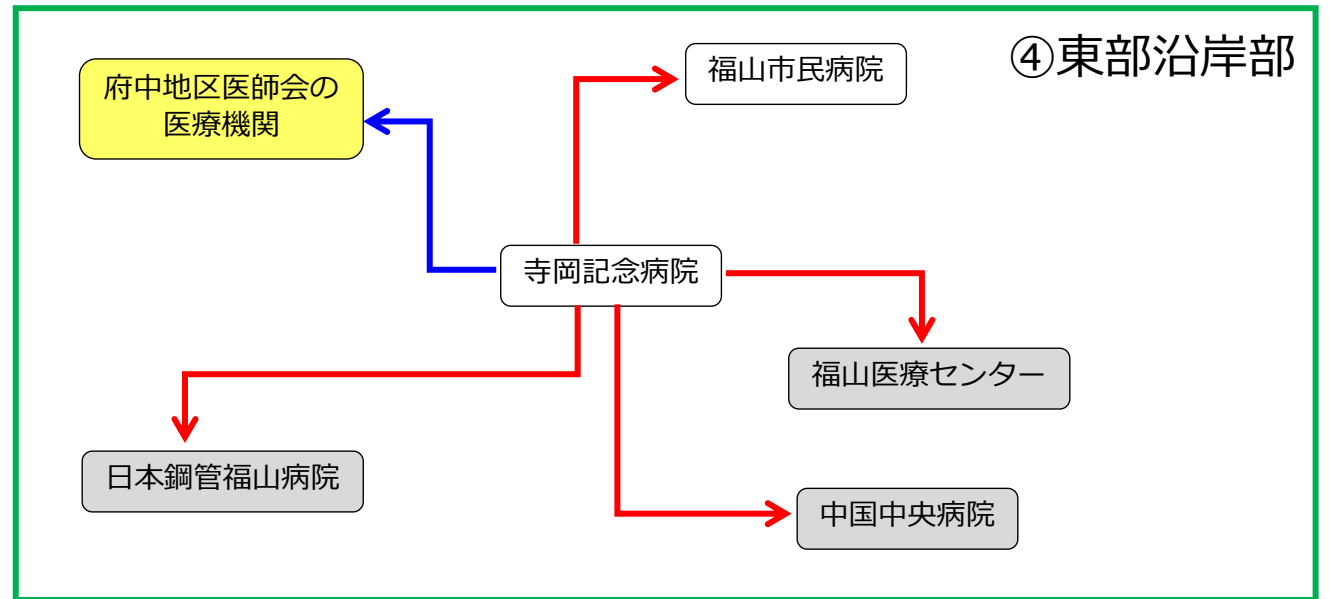 ④東部沿岸部
福山市民病院
府中地区医師会の
医療機関
寺岡記念病院
福山医療センター
日本鋼管福山病院
中国中央病院